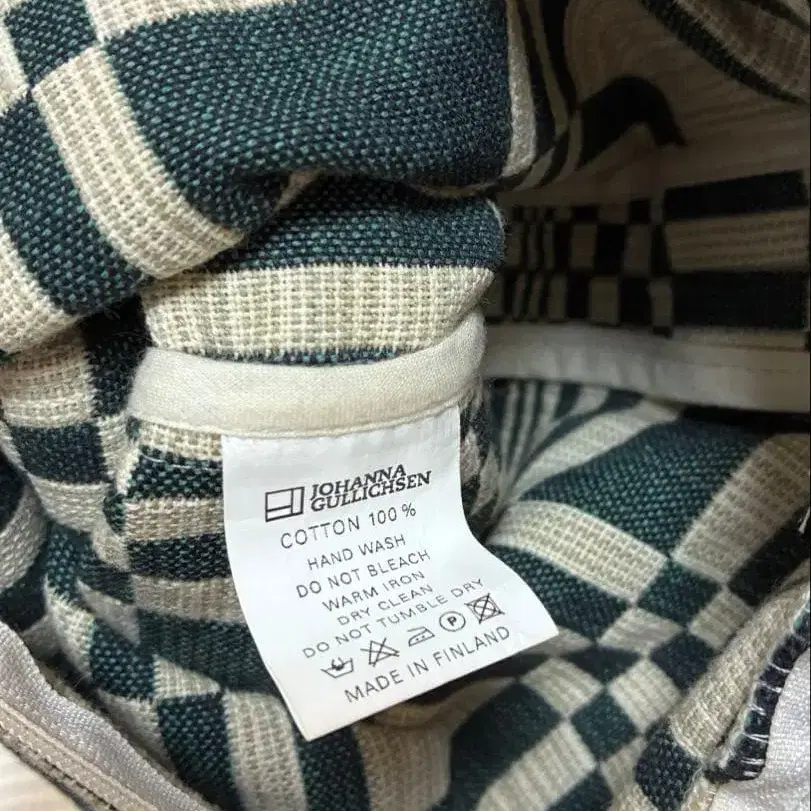 JOHANNA
GULLICHSEN
COTTON 100%
HAND WASH
DO NOT BLEACH
WARM IRON
DRY CLEAN
DO NOT TUMBLE DRY
P
MADE IN FINLAND